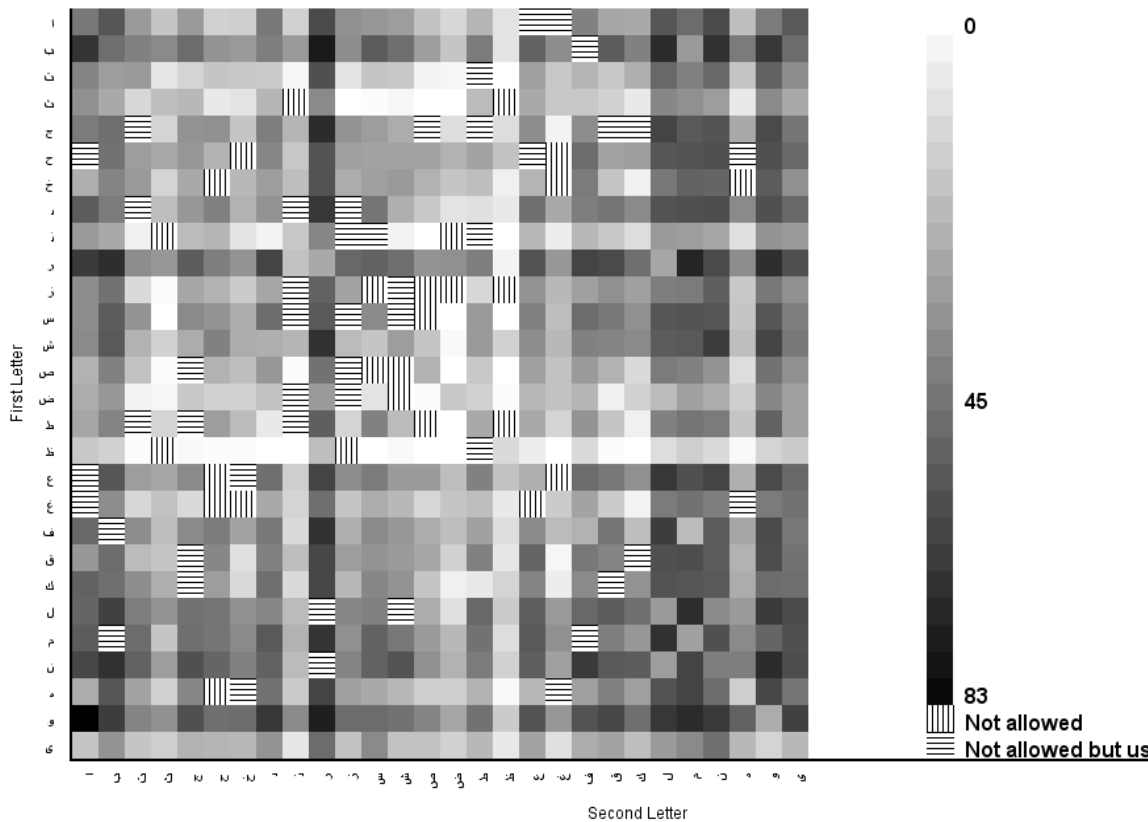 First Letter
ا
ب
ت
ث
ج
ح
خ
د
ذ
ر
ز
س
ش
ص
ض
ط
ظ
ع
غ
ف
ق
ك
ل
م
ن
ه
و
ى
ا ب ت ث ج ح خ د ذ ر ز س ش ص ض ط ظ ع غ ف ق ك ل م ن ه و ى
Second Letter
0
45
83
Not allowed
Not allowed but us